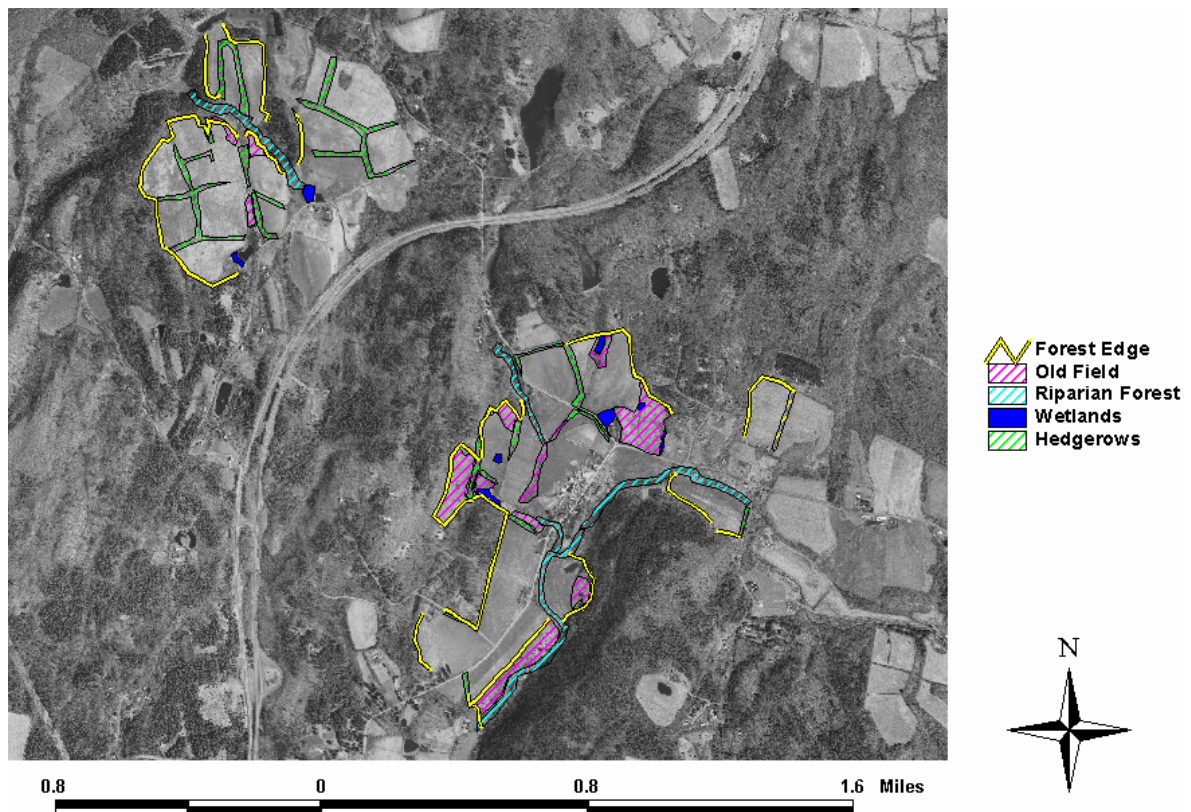 Forest Edge
Old Field
Riparian Forest
Wetlands
Hedgerows
N
0.8 0 0.8 1.6 Miles